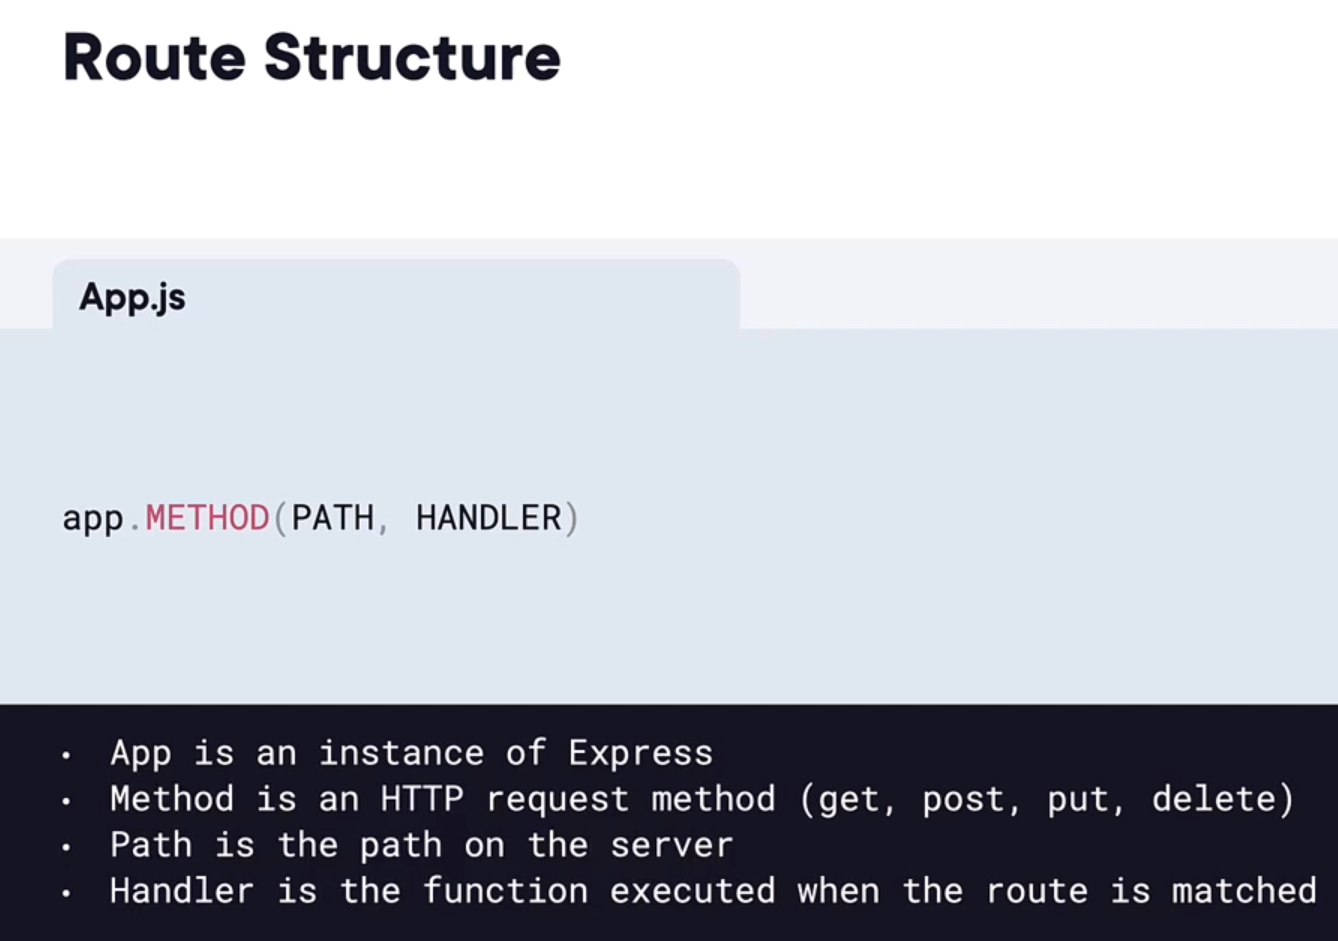 Route Structure
App.js
app.METHOD(PATH, HANDLER)
• App is an instance of Express
• Method is an HTTP request method (get, post, put, delete)
• Path is the path on the server
• Handler is the function executed when the route is matched